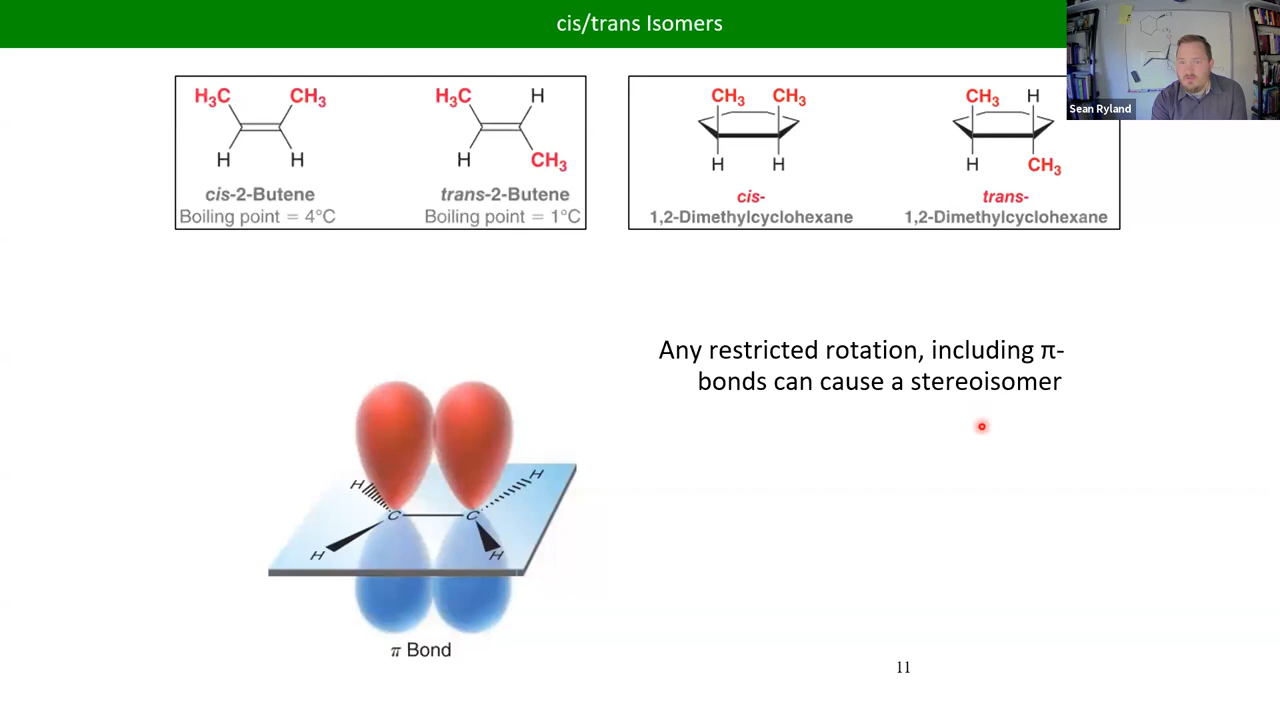 cis/trans Isomers
Sean Ryland
H₃C CH₃
H H
cis-2-Butene
Boiling point = 4°C
H₃C H
H CH₃
trans-2-Butene
Boiling point = 1°C
CH₃ CH₃
H H
cis-
1,2-Dimethylcyclohexane
CH₃ H
H CH₃
trans-
1,2-Dimethylcyclohexane
Any restricted rotation, including π-
bonds can cause a stereoisomer
H H
C C
H H
π Bond
11